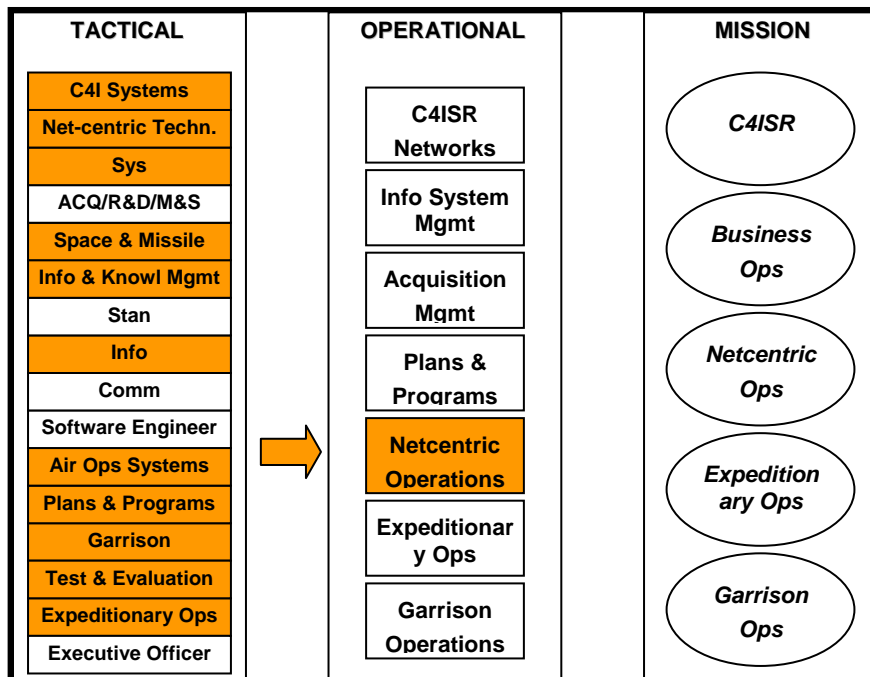 TACTICAL
C4I Systems
Net-centric Techn.
Sys
ACQ/R&D/M&S
Space & Missile
Info & Knowl Mgmt
Stan
Info
Comm
Software Engineer
Air Ops Systems
Plans & Programs
Garrison
Test & Evaluation
Expeditionary Ops
Executive Officer
OPERATIONAL
C4ISR
Networks
Info System
Mgmt
Acquisition
Mgmt
Plans &
Programs
Netcentric
Operations
Expeditionar
y Ops
Garrison
Operations
MISSION
C4ISR
Business
Ops
Netcentric
Ops
Expedition
ary Ops
Garrison
Ops